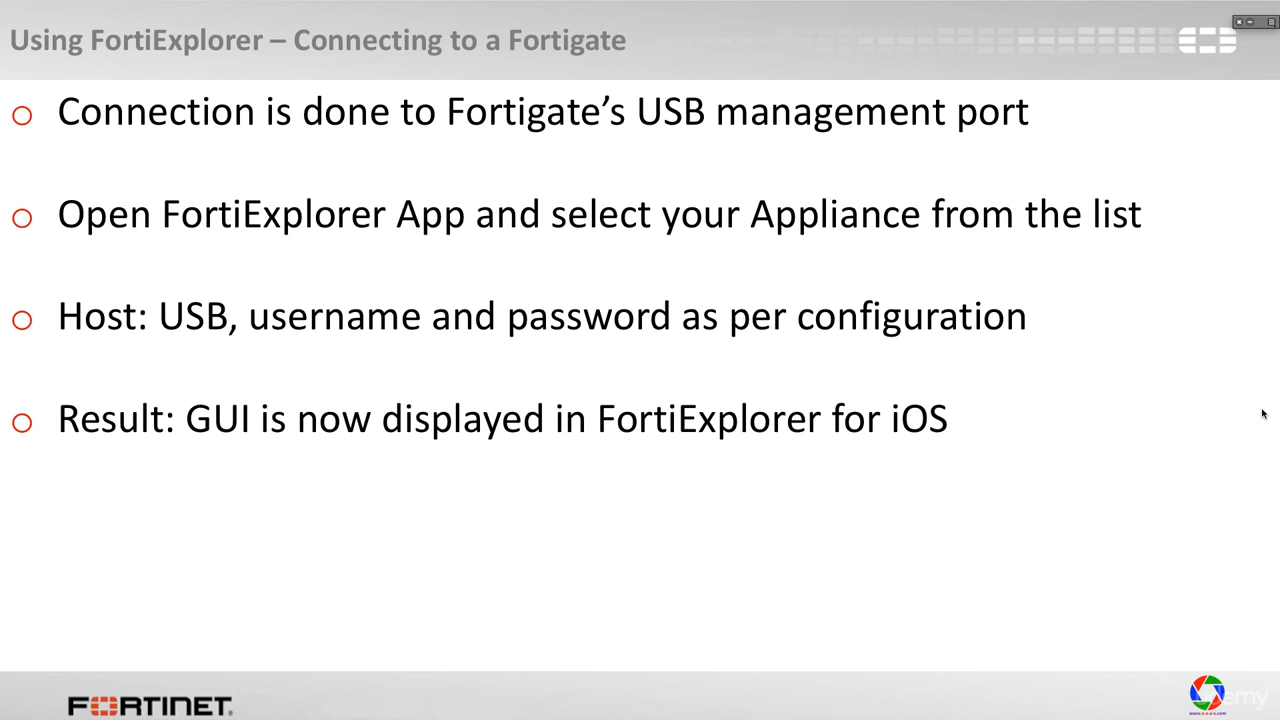 Using FortiExplorer – Connecting to a Fortigate
o Connection is done to Fortigate’s USB management port
o Open FortiExplorer App and select your Appliance from the list
o Host: USB, username and password as per configuration
o Result: GUI is now displayed in FortiExplorer for iOS
FORTINET
Udemy